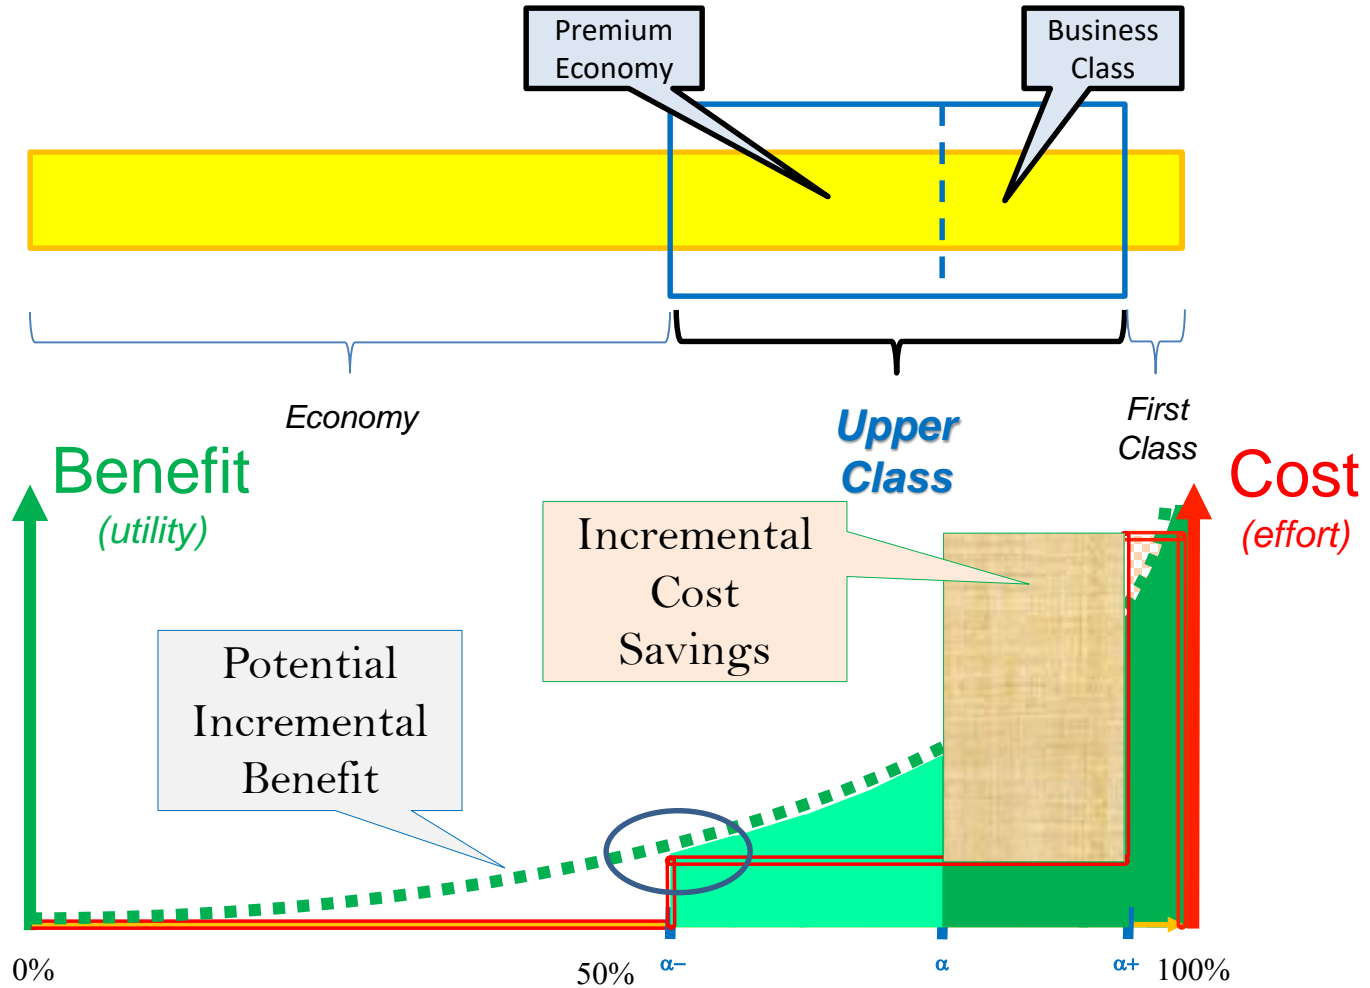 Premium
Economy
Business
Class
Economy
Upper
Class
First
Class
Benefit
(utility)
Cost
(effort)
Incremental
Cost
Savings
Potential
Incremental
Benefit
0%
50%
α−
α
α+
100%